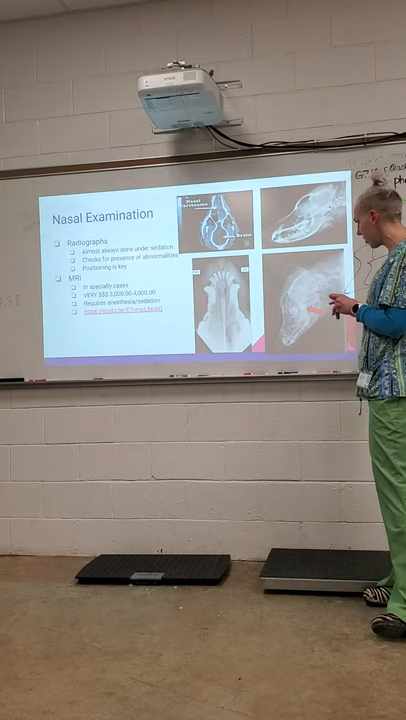 EPSON
Nasal Examination
Radiographs
Almost always done under sedation
Checks for presence of abnormalities
Positioning is key
MRI
In specialty cases
VERY $$$ 3,000.00-4,000.00
Requires anesthesia/sedation
Nasal
Brain